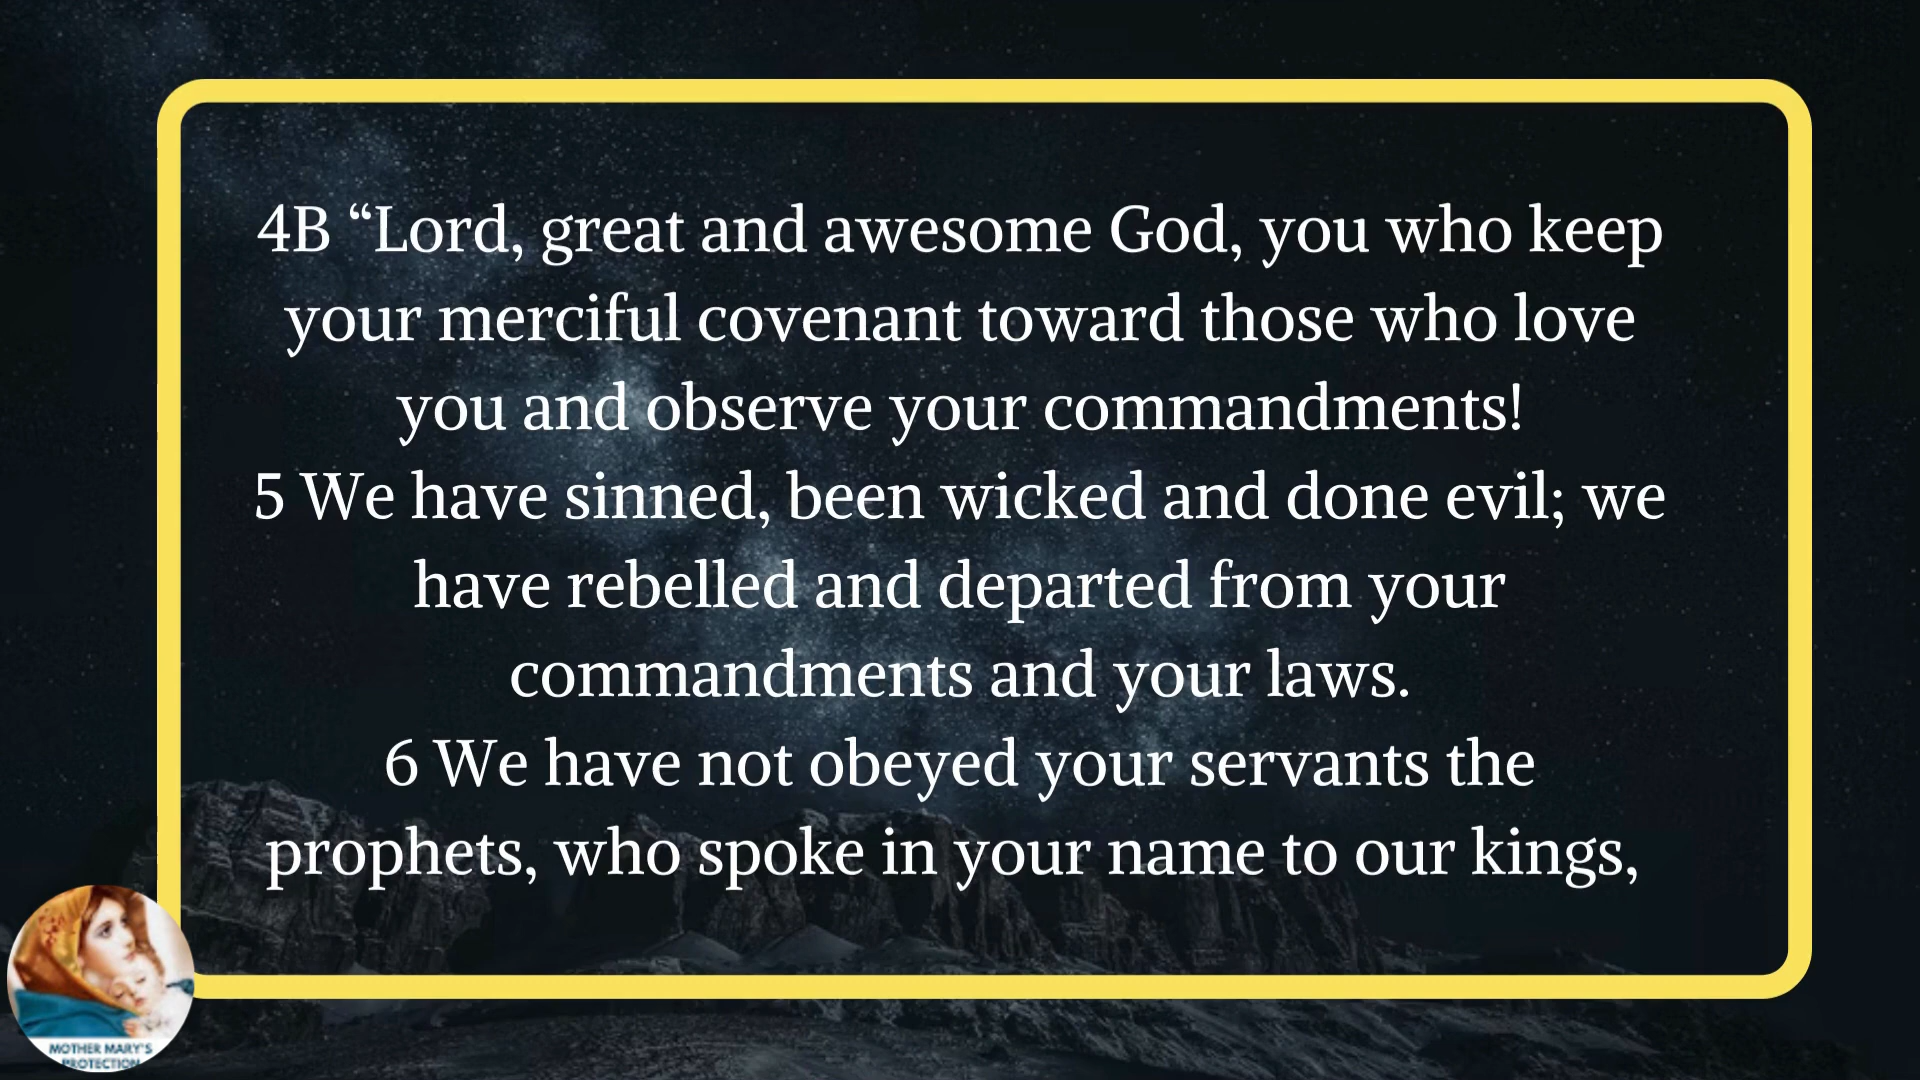 4B “Lord, great and awesome God, you who keep
your merciful covenant toward those who love
you and observe your commandments!
5 We have sinned, been wicked and done evil; we
have rebelled and departed from your
commandments and your laws.
6 We have not obeyed your servants the
prophets, who spoke in your name to our kings,
MOTHER MARY'S
PROTECTION